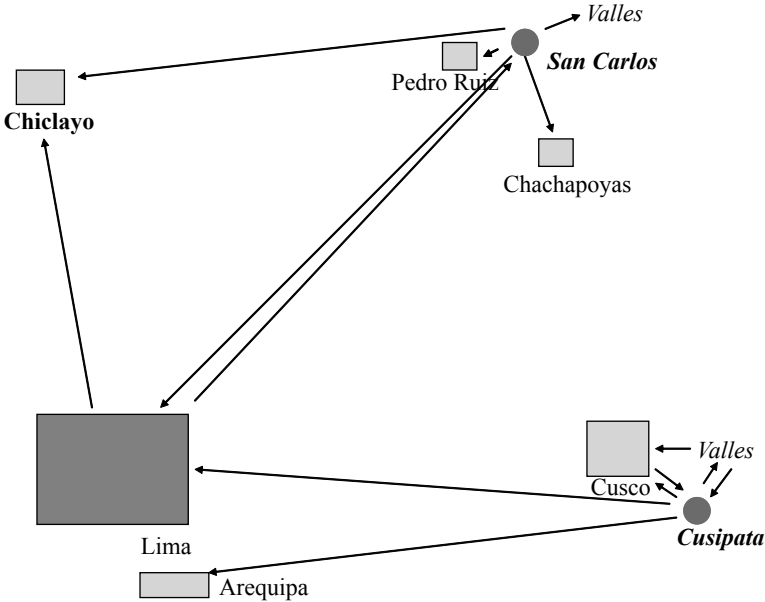 Valles
San Carlos
Pedro Ruiz
Chiclayo
Chachapoyas
Valles
Cusco
Cusipata
Lima
Arequipa